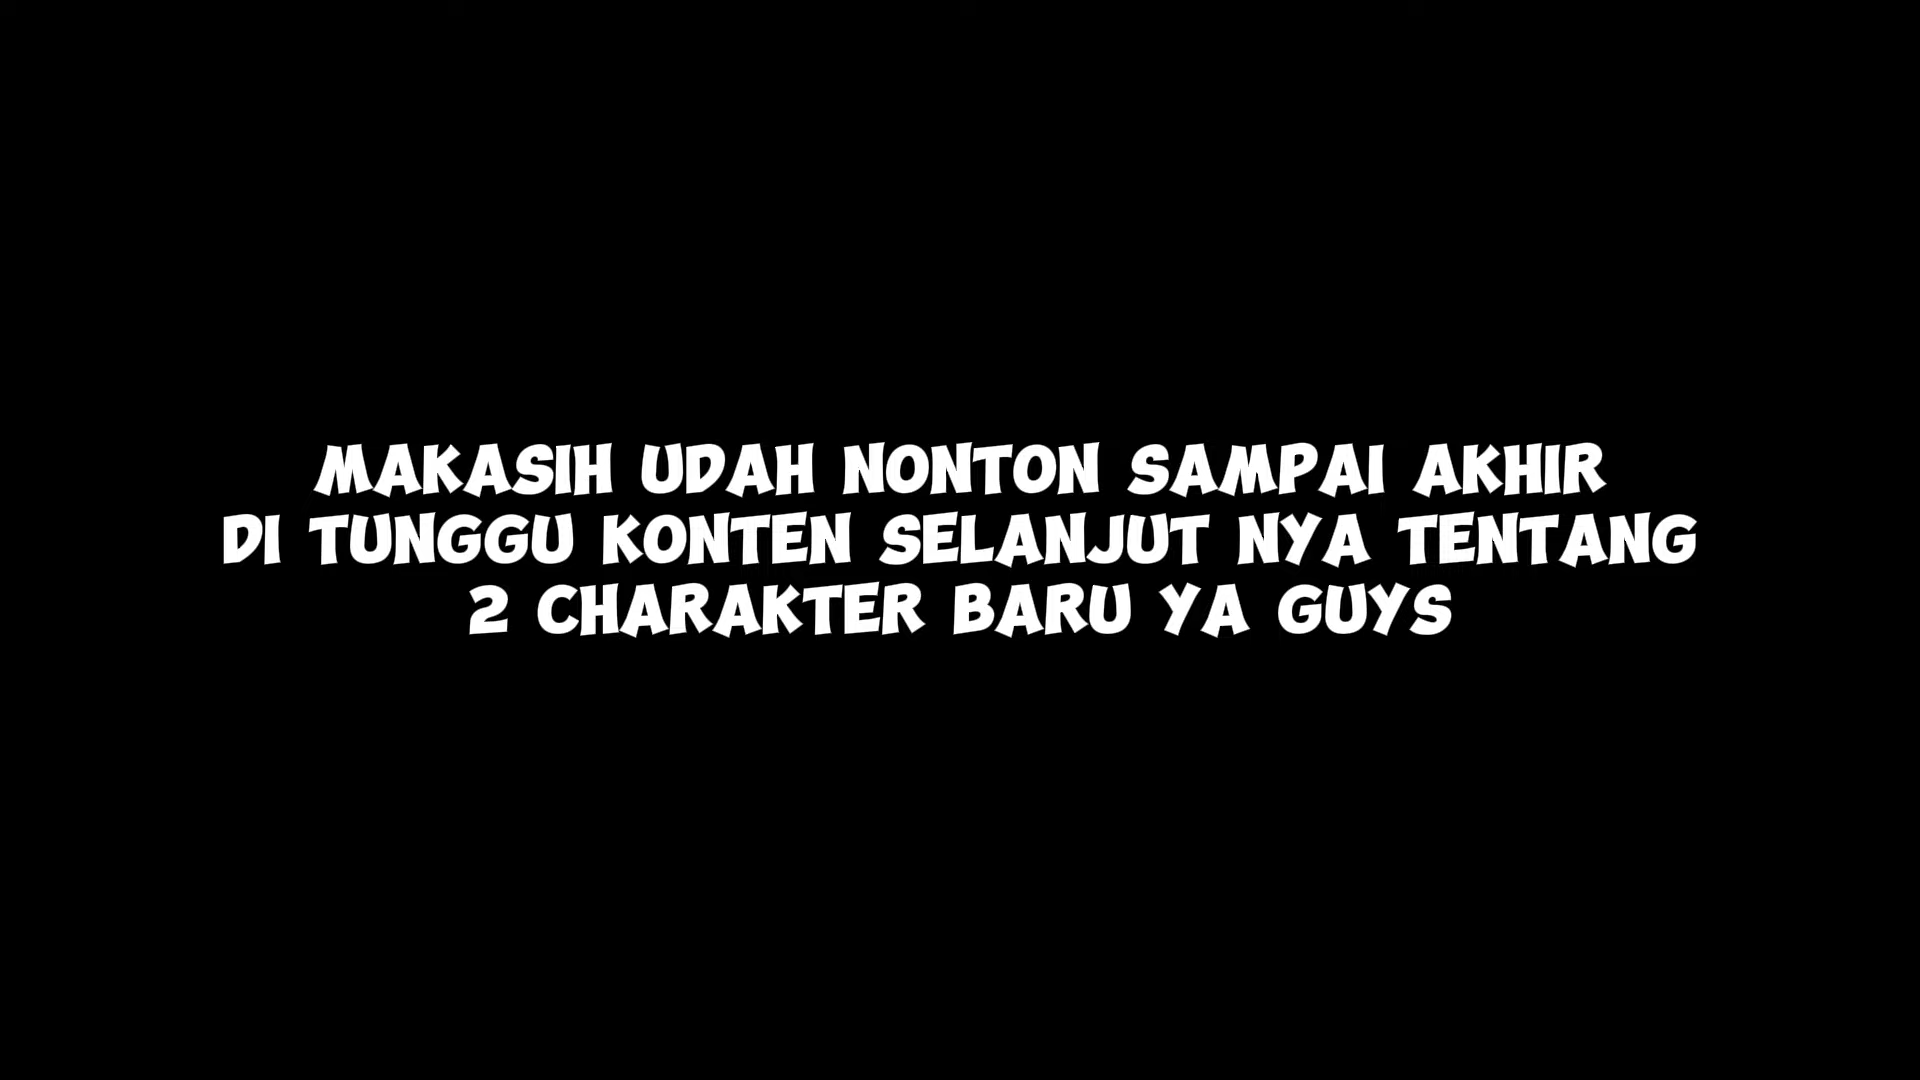 MAKASIH UDAH NONTON SAMPAI AKHIR
DI TUNGGU KONTEN SELANJUT NYA TENTANG
2 CHARAKTER BARU YA GUYS